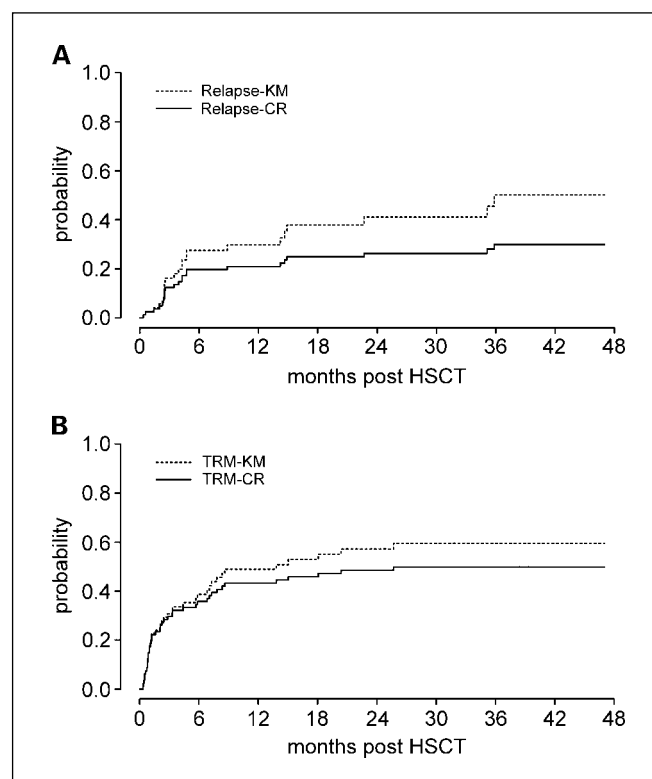 A
1.0
Relapse-KM
Relapse-CR
0.8
0.6
0.4
0.2
0.0
probability
0 6 12 18 24 30 36 42 48
months post HSCT
B
1.0
TRM-KM
TRM-CR
0.8
0.6
0.4
0.2
0.0
probability
0 6 12 18 24 30 36 42 48
months post HSCT